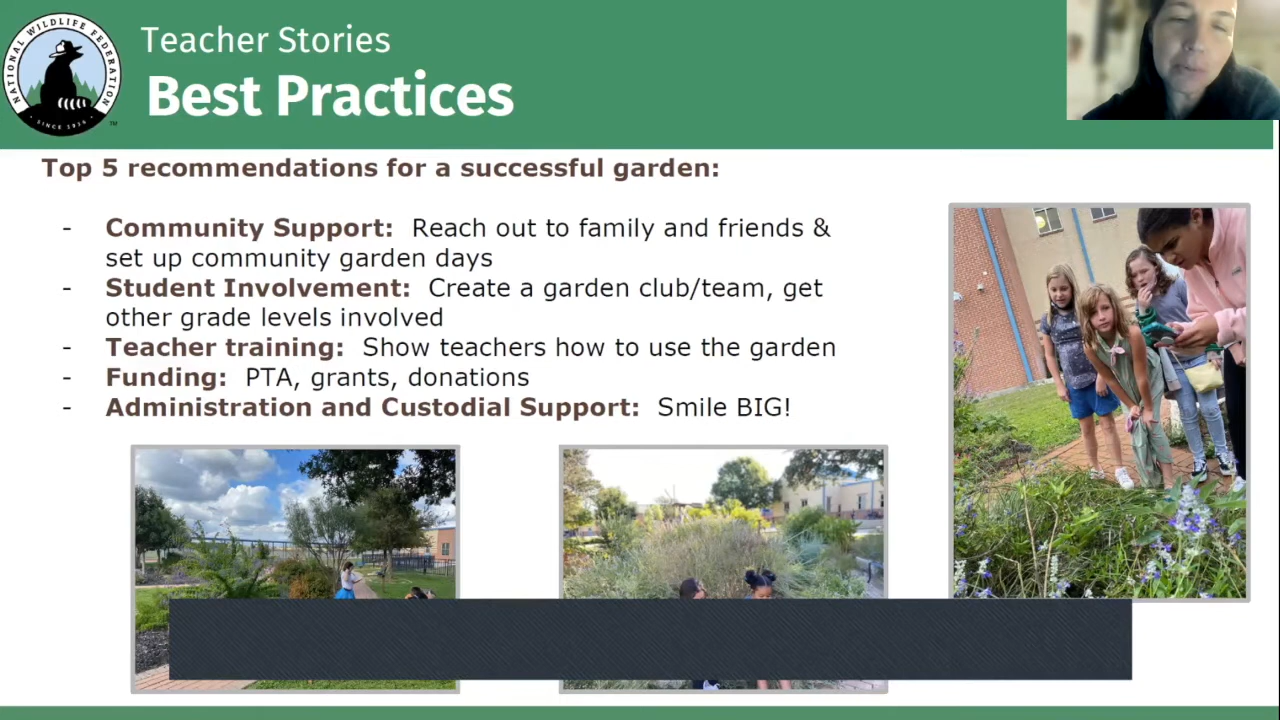 NATIONAL WILDLIFE FEDERATION
SINCE 1936
TM
Teacher Stories
Best Practices
Top 5 recommendations for a successful garden:
- Community Support: Reach out to family and friends &
set up community garden days
- Student Involvement: Create a garden club/team, get
other grade levels involved
- Teacher training: Show teachers how to use the garden
- Funding: PTA, grants, donations
- Administration and Custodial Support: Smile BIG!